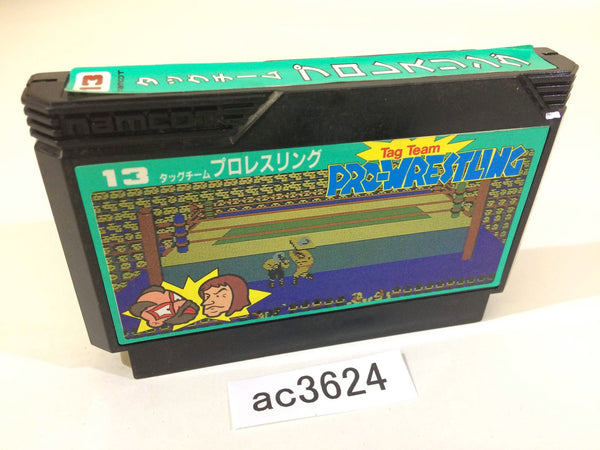 13
タッグチーム プロレスリング
namcot
13 タッグチーム プロレスリング
Tag Team
PRO-WRESTLING
ac3624